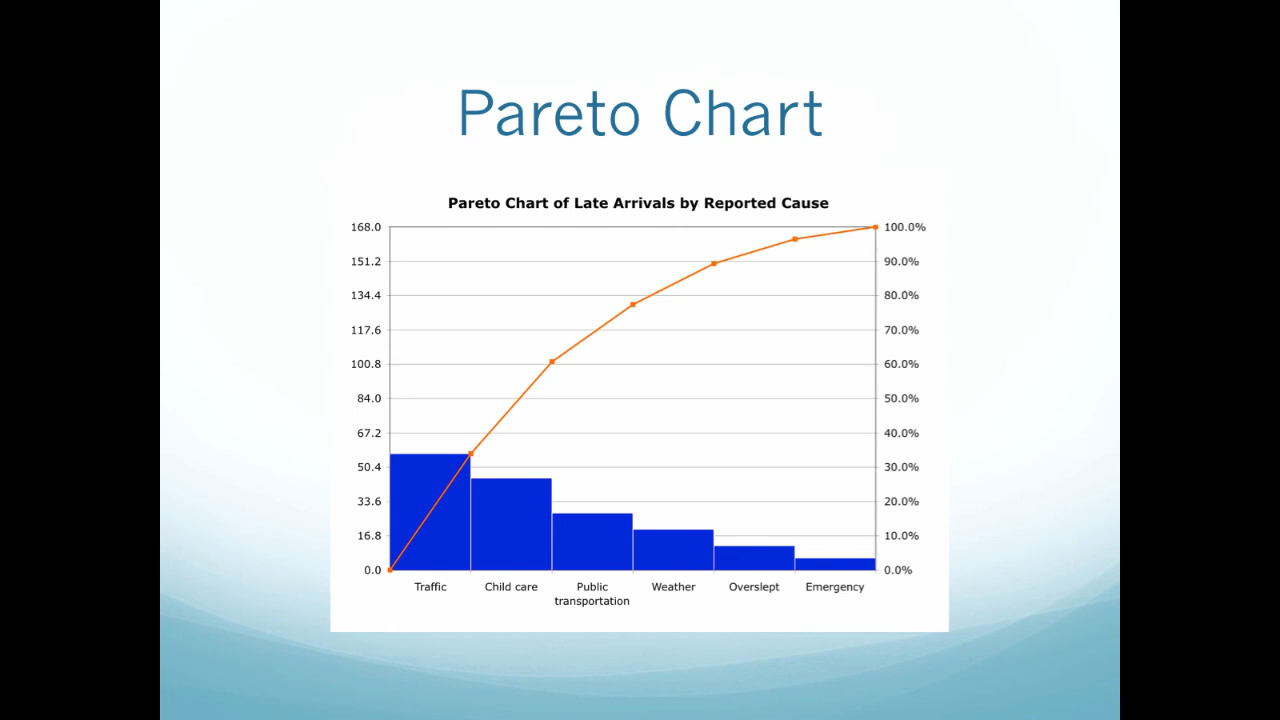 Pareto Chart
Pareto Chart of Late Arrivals by Reported Cause
168.0
151.2
134.4
117.6
100.8
84.0
67.2
50.4
33.6
16.8
0.0
100.0%
90.0%
80.0%
70.0%
60.0%
50.0%
40.0%
30.0%
20.0%
10.0%
0.0%
Traffic
Child care
Public
transportation
Weather
Overslept
Emergency